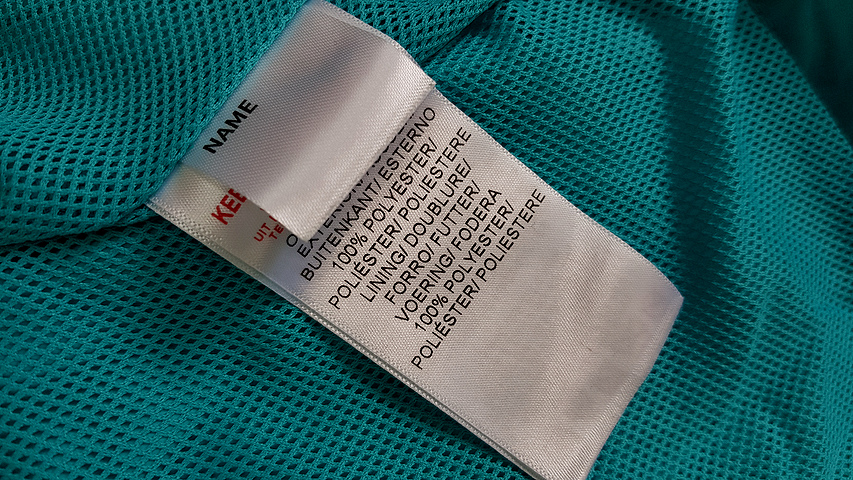 NAME
BUITENKANT/ ESTERNO
100% POLYESTER/
POLIÉSTER/ POLIESTERE
LINING/ DOUBLURE/
FORRO/ FUTTER/
VOERING/ FODERA
100% POLYESTER/
POLIÉSTER/ POLIESTERE